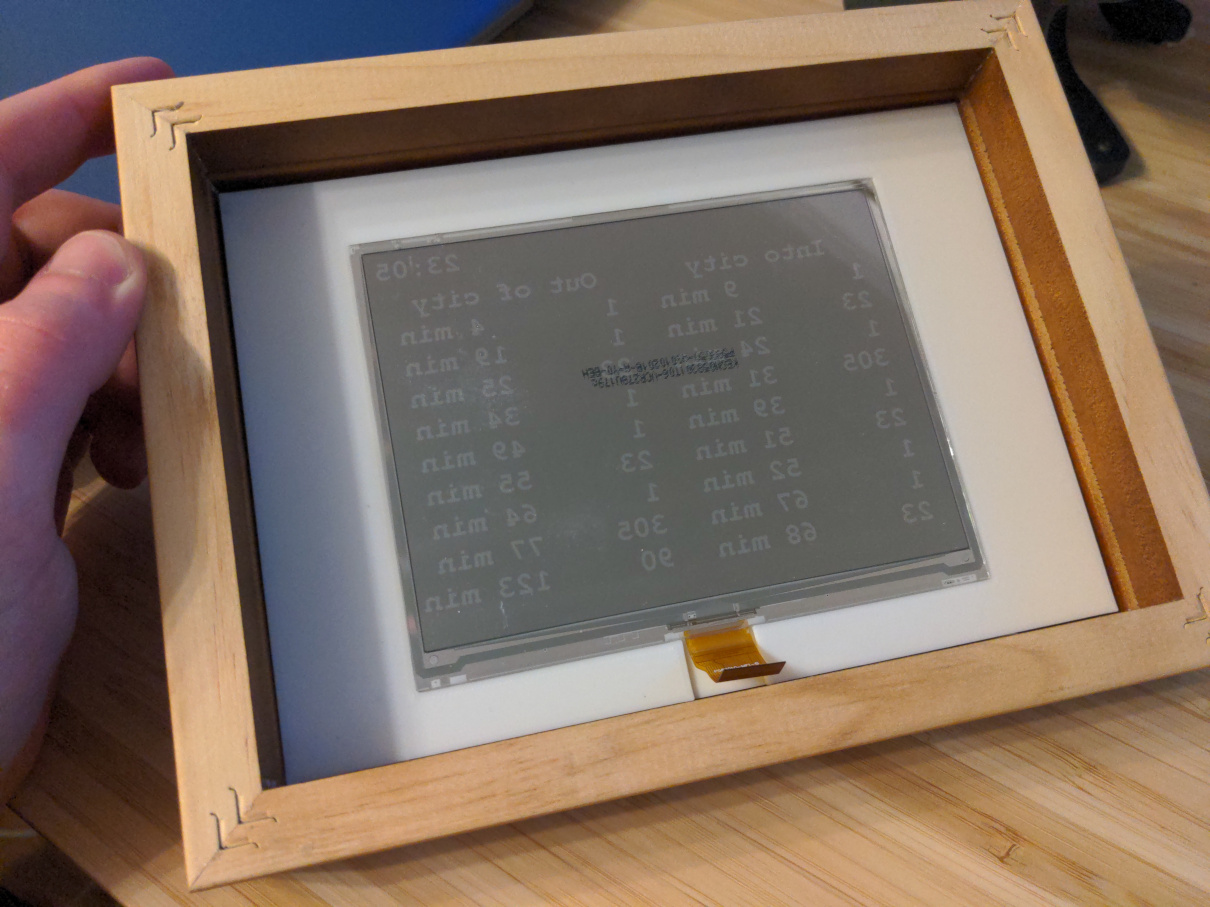 23:05
Into city Out of city
1 9 min 1 4 min
23 21 min 1 19 min
1 24 min 23 25 min
305 31 min 1 34 min
1 39 min 1 49 min
23 51 min 23 55 min
1 52 min 1 64 min
1 67 min 305 77 min
23 68 min 90 123 min